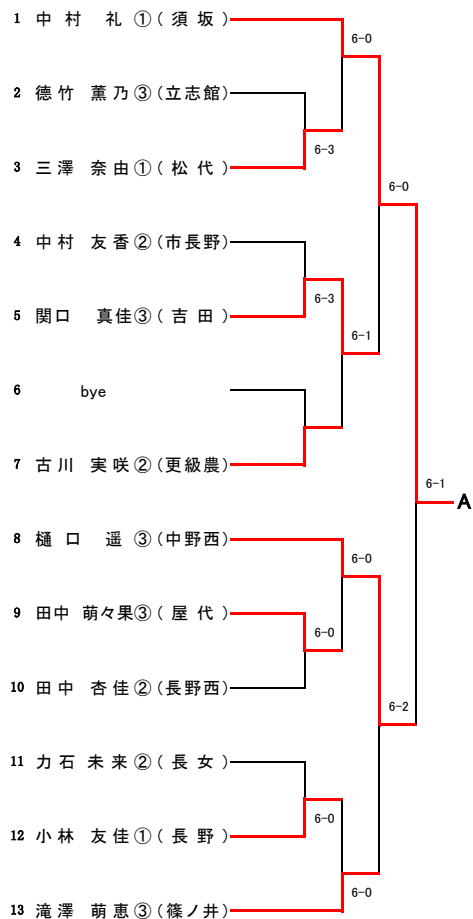 1 中村 礼①(須坂)
6-0
2 德竹 薫乃③(立志館)
6-3
3 三澤 奈由①(松代)
6-0
4 中村 友香②(市長野)
6-3
5 関口 真佳③(吉田)
6-1
6 bye
7 古川 実咲②(更級農)
6-1
A
8 樋口 遥③(中野西)
6-0
9 田中 萌々果③(屋代)
6-0
10 田中 杏佳②(長野西)
6-2
11 力石 未来②(長女)
6-0
12 小林 友佳①(長野)
6-0
13 滝澤 萌恵③(篠ノ井)